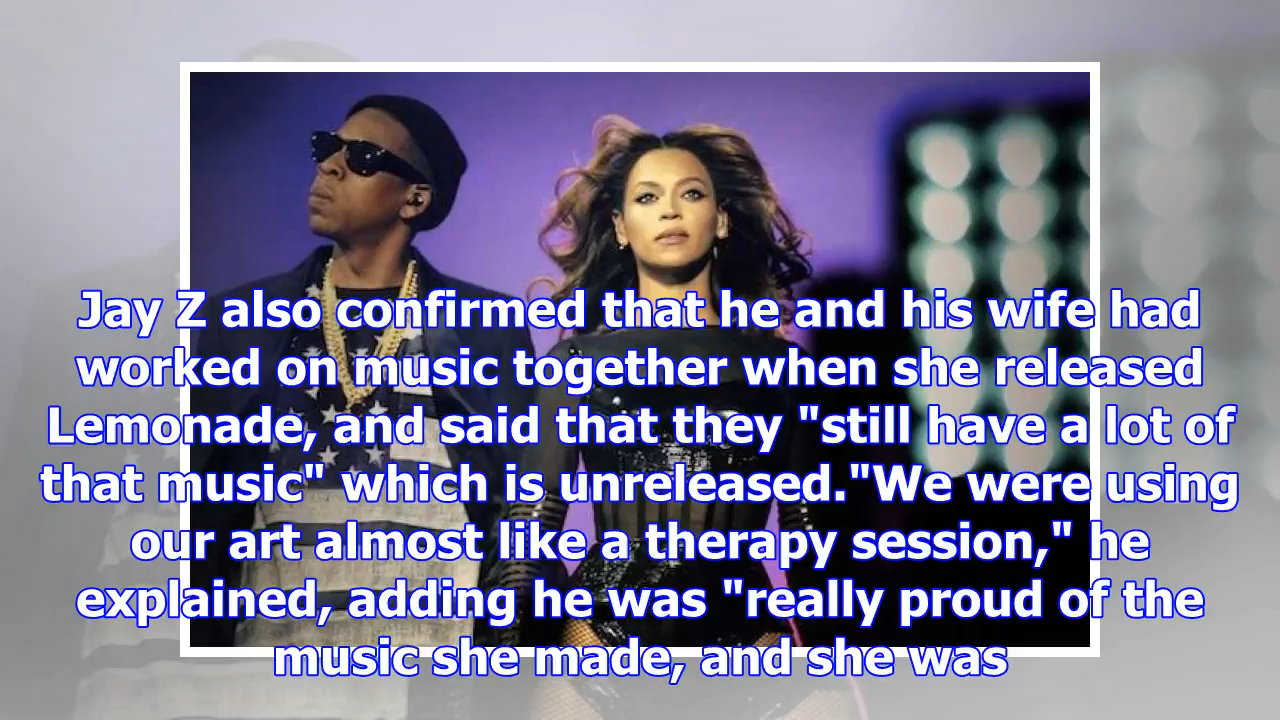 Jay Z also confirmed that he and his wife had
worked on music together when she released
Lemonade, and said that they "still have a lot of
that music" which is unreleased."We were using
our art almost like a therapy session," he
explained, adding he was "really proud of the
music she made, and she was